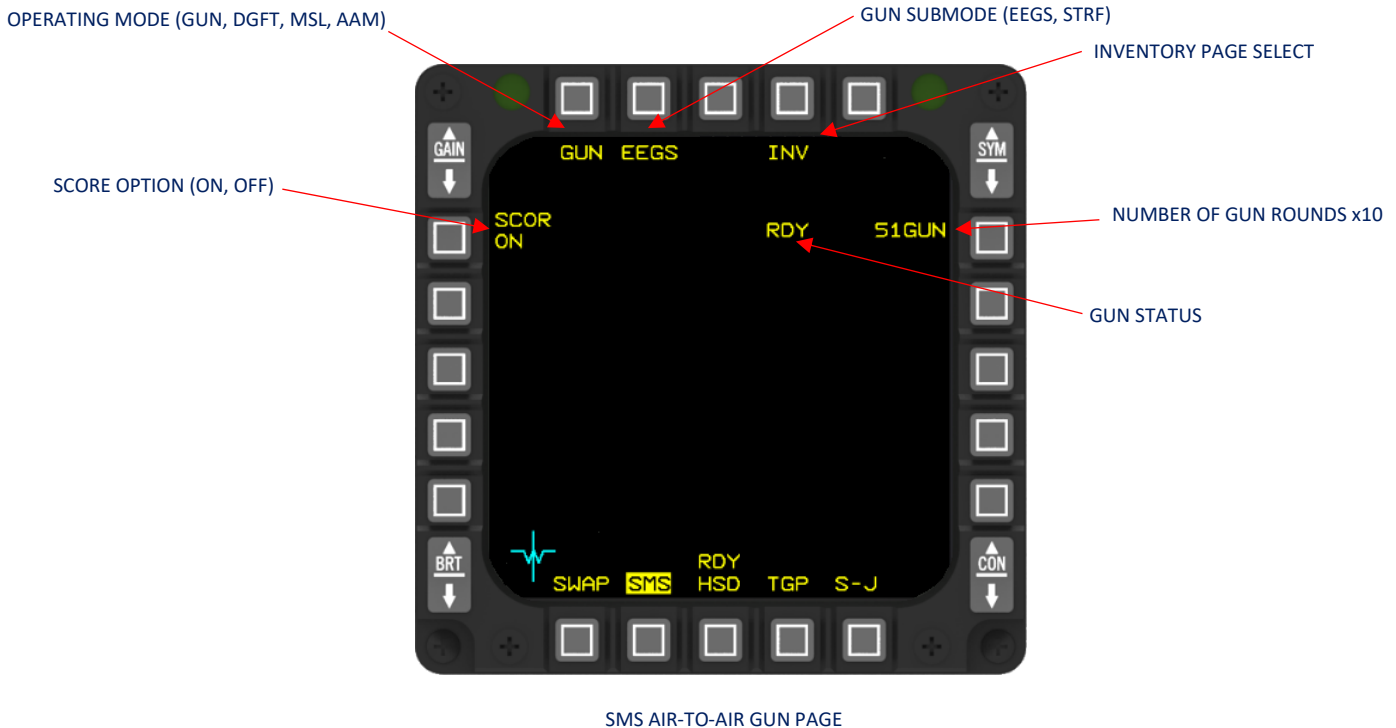 OPERATING MODE (GUN, DGFT, MSL, AAM)
GUN SUBMODE (EEGS, STRF)
INVENTORY PAGE SELECT
GAIN
SYM
GUN EEGS INV
SCORE OPTION (ON, OFF)
NUMBER OF GUN ROUNDS x10
SCOR
ON
RDY 51GUN
GUN STATUS
BRT
CON
RDY
SWAP SMS HSD TGP S-J
SMS AIR-TO-AIR GUN PAGE